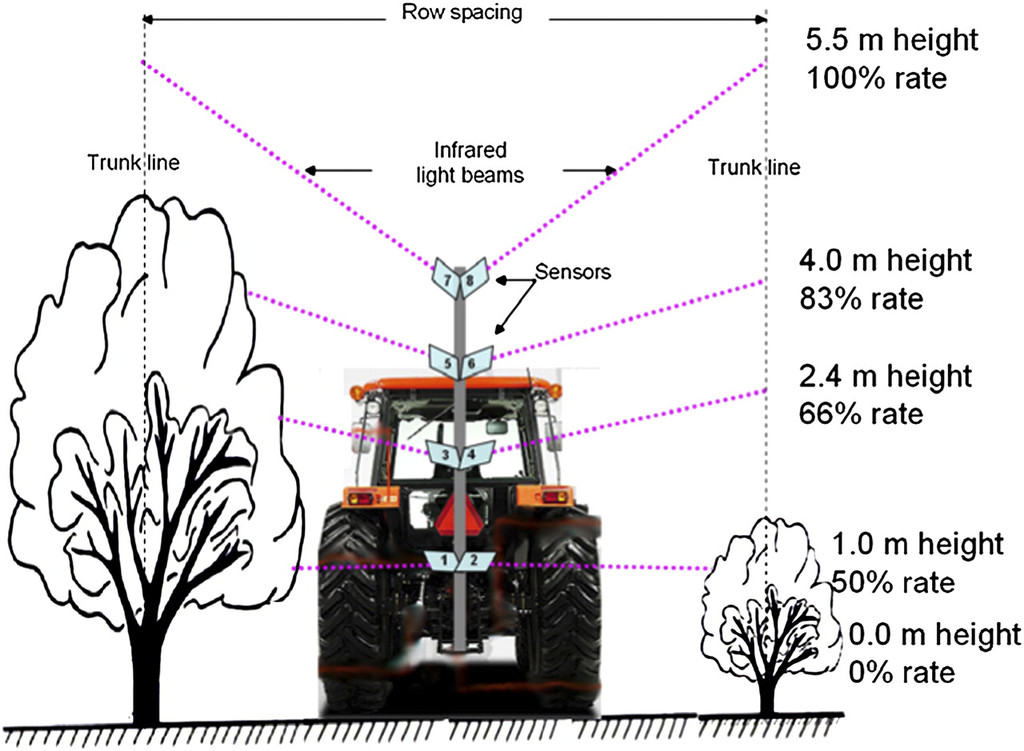 Row spacing
5.5 m height
100% rate
Trunk line
Infrared
light beams
Trunk line
7 8
Sensors
4.0 m height
83% rate
5 6
2.4 m height
66% rate
3 4
1.0 m height
50% rate
1 2
0.0 m height
0% rate